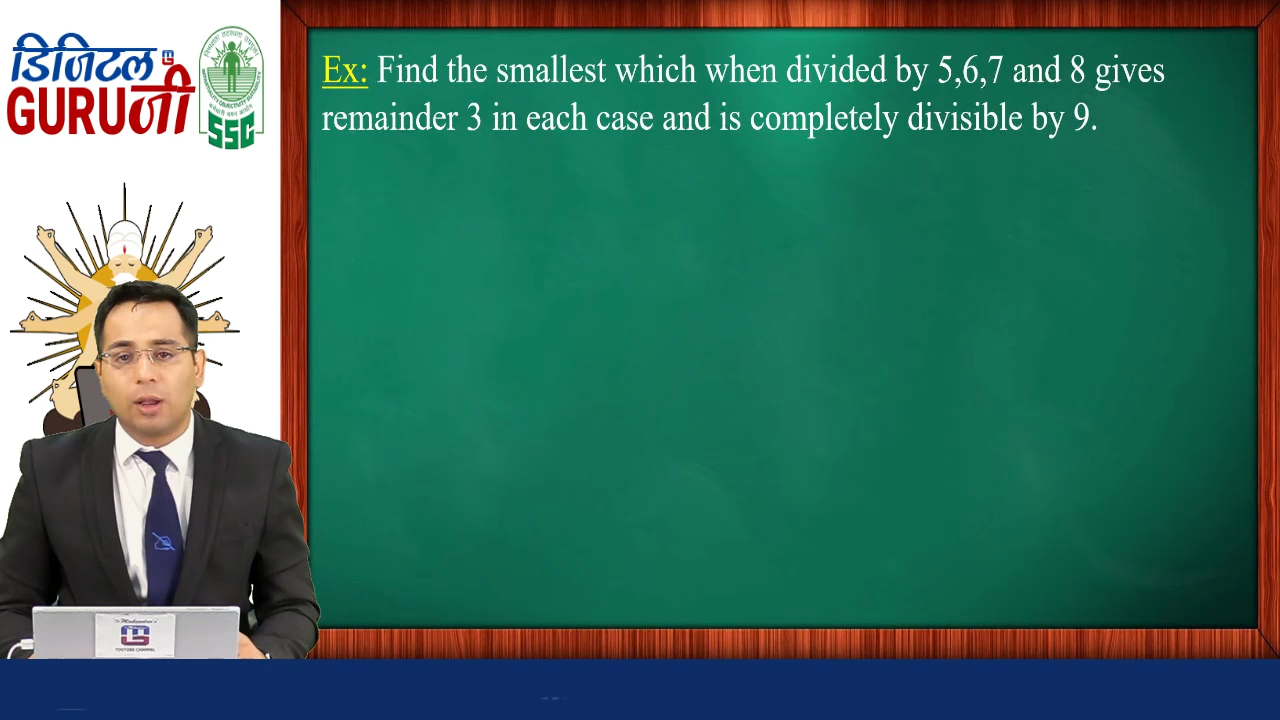 डिजिटल
GURUजी
SSC
Ex: Find the smallest which when divided by 5,6,7 and 8 gives
remainder 3 in each case and is completely divisible by 9.
YOUTUBE CHANNEL